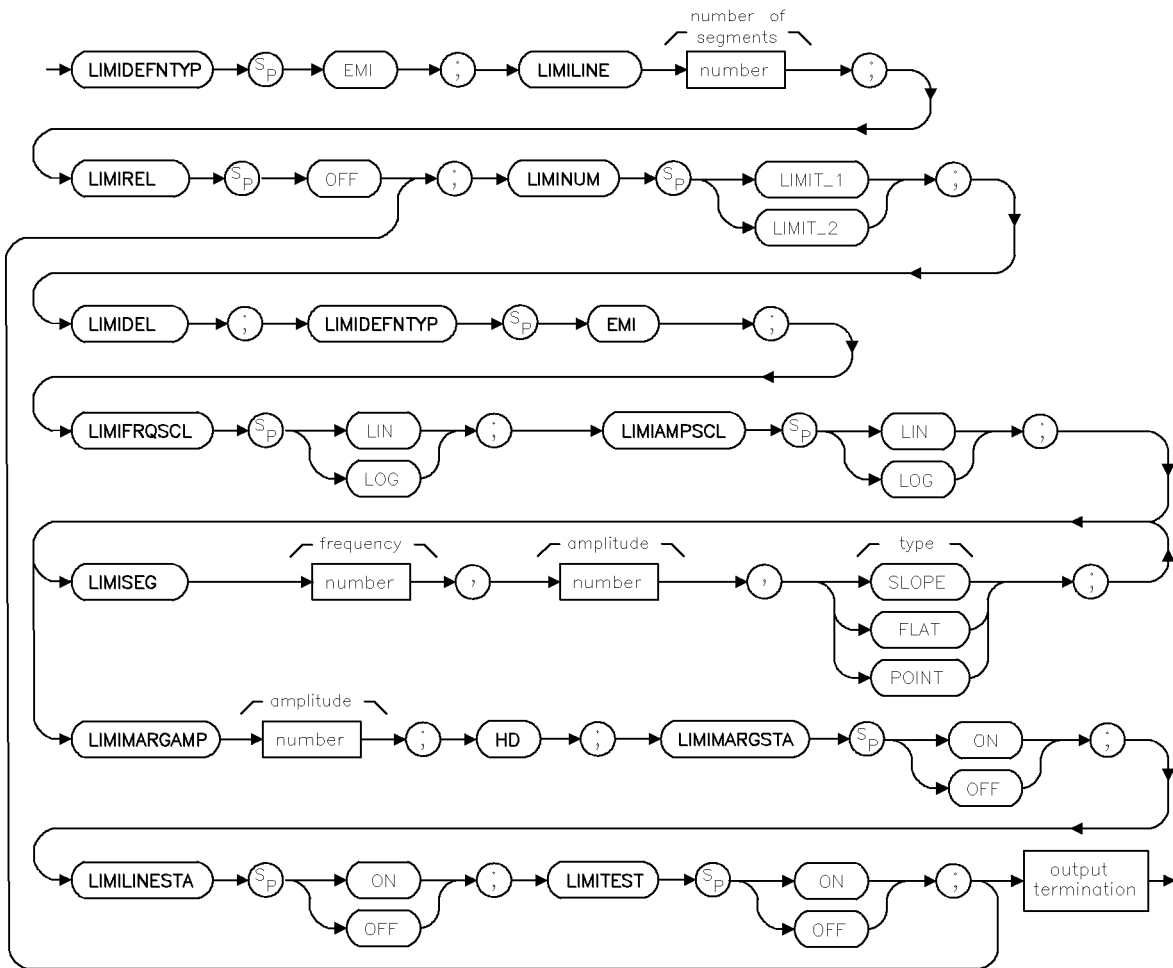 number of
segments
LIMIDEFNTYP SP EMI ; LIMILINE number ;
LIMIREL SP OFF ; LIMINUM SP LIMIT_1 ;
LIMIT_2
LIMIDEL ; LIMIDEFNTYP SP EMI ;
LIMIFRQSCL SP LIN ; LIMIAMPSCL SP LIN ;
LOG LOG
frequency amplitude type
LIMISEG number , number , SLOPE ;
FLAT
POINT
amplitude
LIMIMARGAMP number ; HD ; LIMIMARGSTA SP ON ;
OFF
LIMILINESTA SP ON ; LIMITEST SP ON ; output
termination
OFF OFF